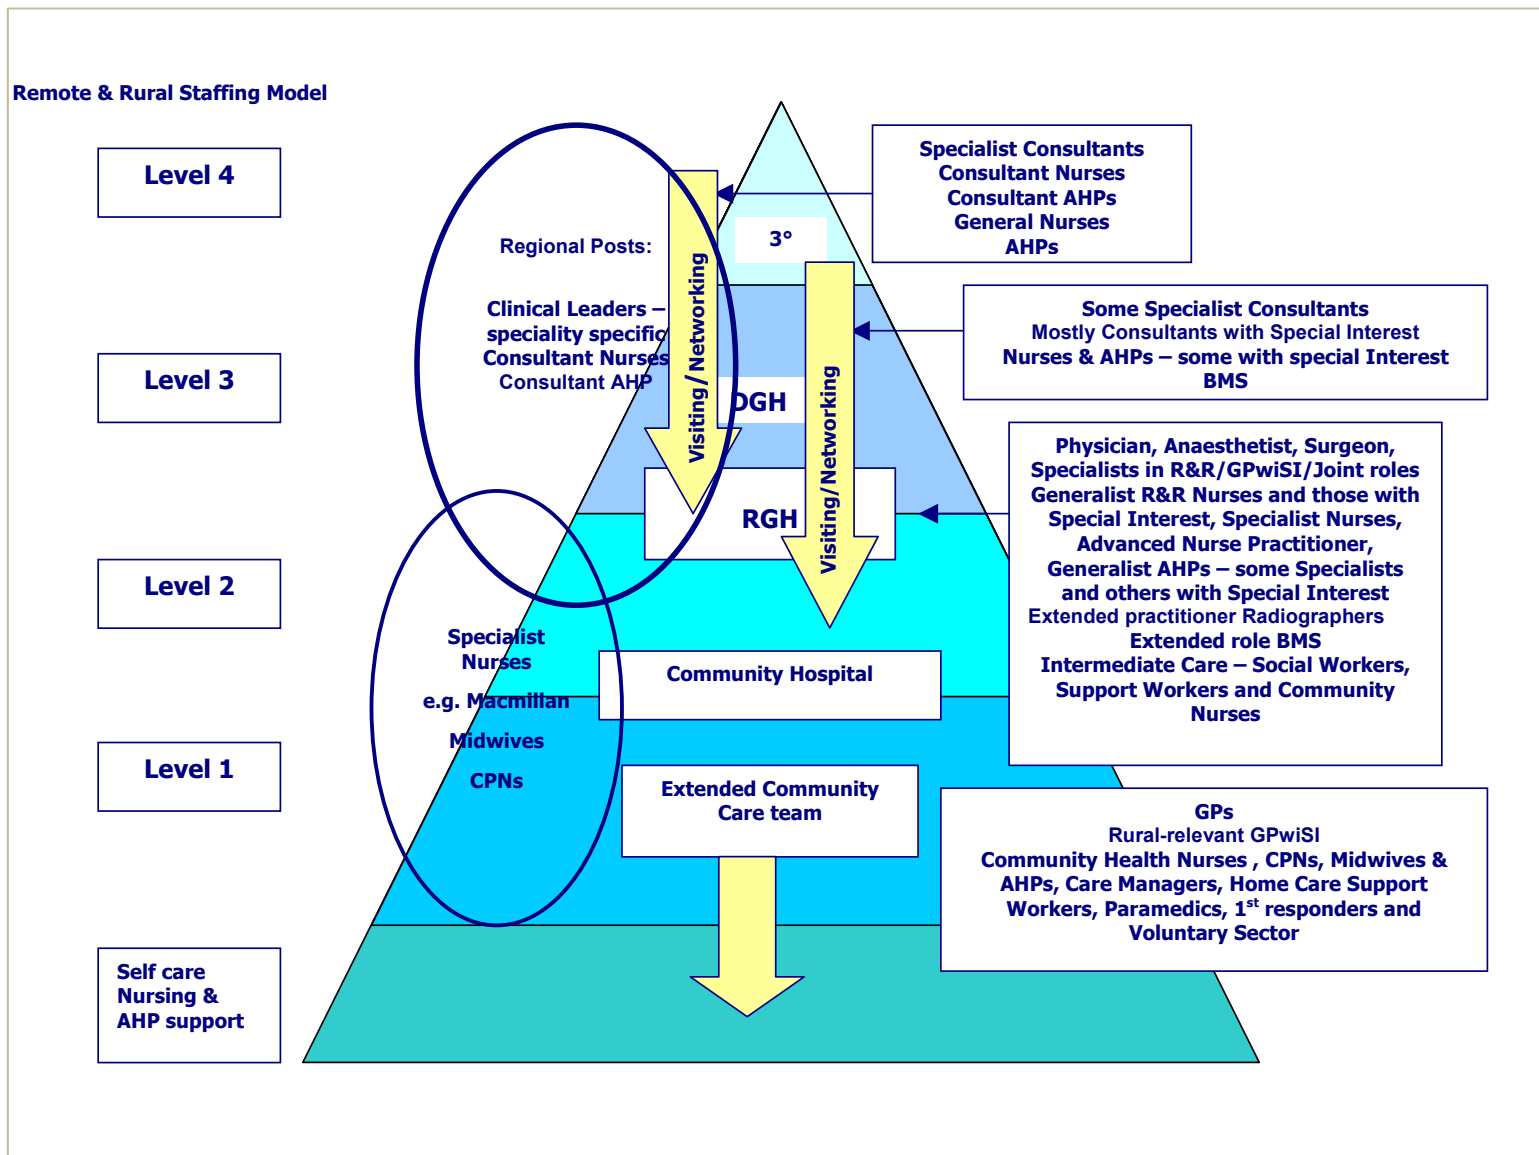 Remote & Rural Staffing Model
Level 4
Level 3
Level 2
Level 1
Self care
Nursing &
AHP support
Regional Posts:
Clinical Leaders –
speciality specific
Consultant Nurses
Consultant AHP
Specialist
Nurses
e.g. Macmillan
Midwives
CPNs
Visiting/Networking
3°
Visiting/Networking
DGH
RGH
Community Hospital
Extended Community
Care team
Specialist Consultants
Consultant Nurses
Consultant AHPs
General Nurses
AHPs
Some Specialist Consultants
Mostly Consultants with Special Interest
Nurses & AHPs – some with special Interest
BMS
Physician, Anaesthetist, Surgeon,
Specialists in R&R/GPwiSI/Joint roles
Generalist R&R Nurses and those with
Special Interest, Specialist Nurses,
Advanced Nurse Practitioner,
Generalist AHPs – some Specialists
and others with Special Interest
Extended practitioner Radiographers
Extended role BMS
Intermediate Care – Social Workers,
Support Workers and Community
Nurses
GPs
Rural-relevant GPwiSI
Community Health Nurses , CPNs, Midwives &
AHPs, Care Managers, Home Care Support
Workers, Paramedics, 1st responders and
Voluntary Sector